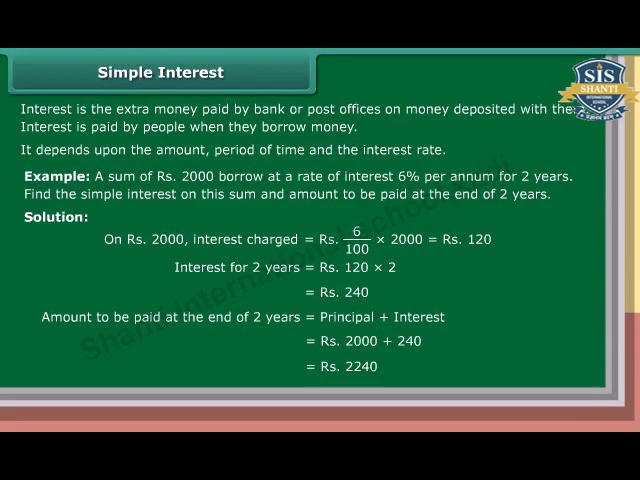 Simple Interest
SIS
SHANTI
INTERNATIONAL
SCHOOL
Interest is the extra money paid by bank or post offices on money deposited with
Interest is paid by people when they borrow money.
It depends upon the amount, period of time and the interest rate.
Example: A sum of Rs. 2000 borrow at a rate of interest 6% per annum for 2 years.
Find the simple interest on this sum and amount to be paid at the end of 2 years.
Solution:
On Rs. 2000, interest charged = Rs. 6/100 × 2000 = Rs. 120
Interest for 2 years = Rs. 120 × 2
= Rs. 240
Amount to be paid at the end of 2 years = Principal + Interest
= Rs. 2000 + 240
= Rs. 2240
Shanti International school